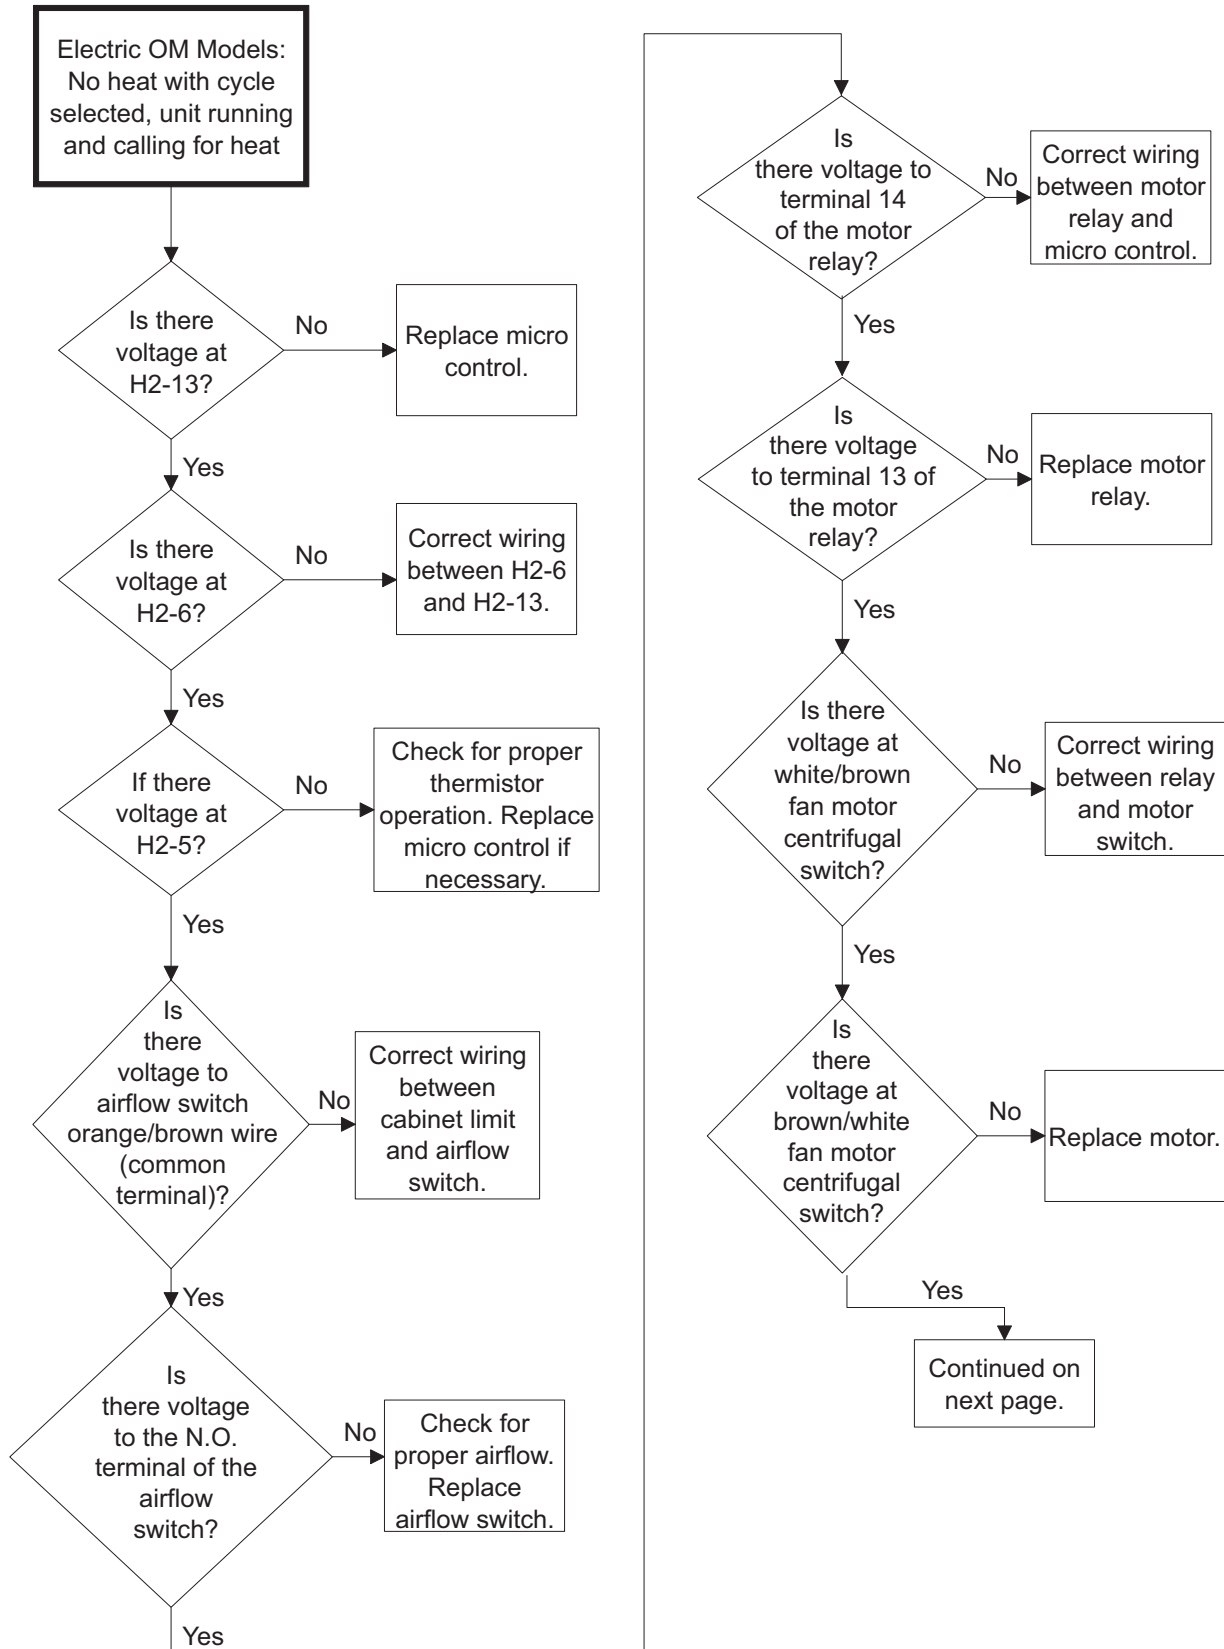 Electric OM Models:
No heat with cycle
selected, unit running
and calling for heat
Is there
voltage at
H2-13?
No
Replace micro
control.
Yes
Is there
voltage at
H2-6?
No
Correct wiring
between H2-6
and H2-13.
Yes
If there
voltage at
H2-5?
No
Check for proper
thermistor
operation. Replace
micro control if
necessary.
Yes
Is
there
voltage to
airflow switch
orange/brown wire
(common
terminal)?
No
Correct wiring
between
cabinet limit
and airflow
switch.
Yes
Is
there voltage
to the N.O.
terminal of the
airflow
switch?
No
Check for
proper airflow.
Replace
airflow switch.
Yes
Is
there voltage to
terminal 14
of the motor
relay?
No
Correct wiring
between motor
relay and
micro control.
Yes
Is
there voltage
to terminal 13 of
the motor
relay?
No
Replace motor
relay.
Yes
Is there
voltage at
white/brown
fan motor
centrifugal
switch?
No
Correct wiring
between relay
and motor
switch.
Yes
Is
there
voltage at
brown/white
fan motor
centrifugal
switch?
No
Replace motor.
Yes
Continued on
next page.